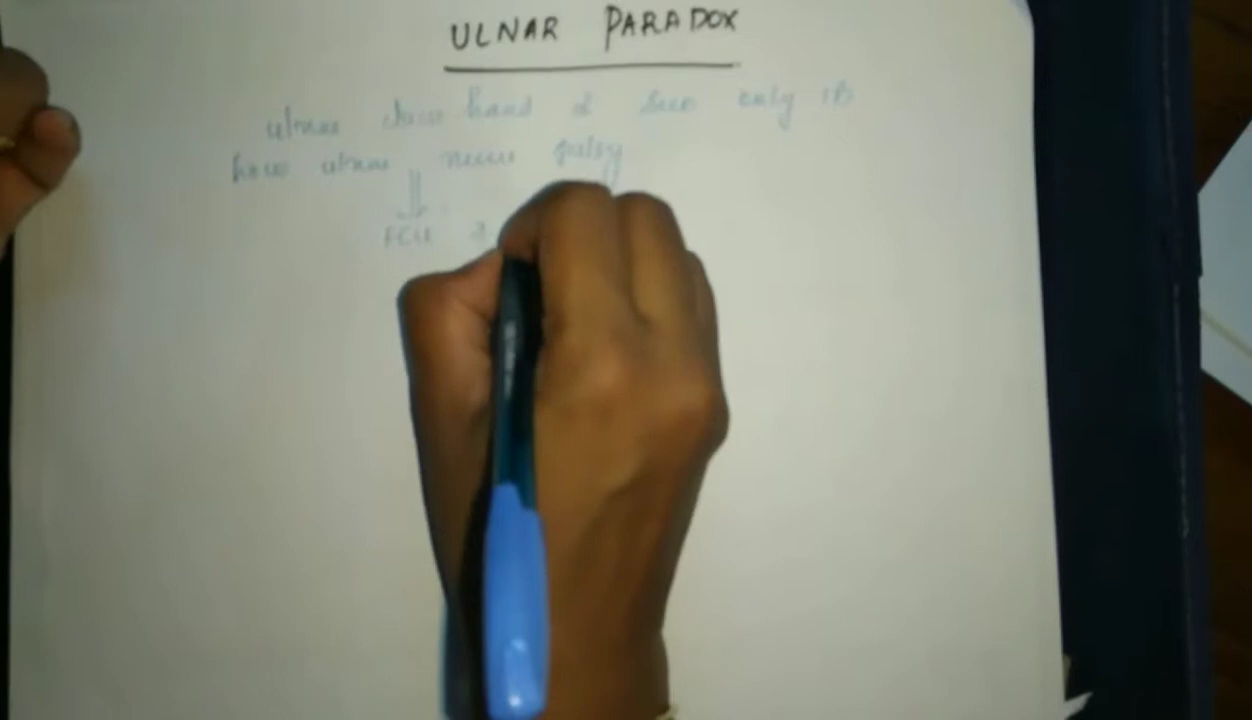 ULNAR PARADOX
ulnar claw hand is seen only in
low ulnar nerve palsy
FCU